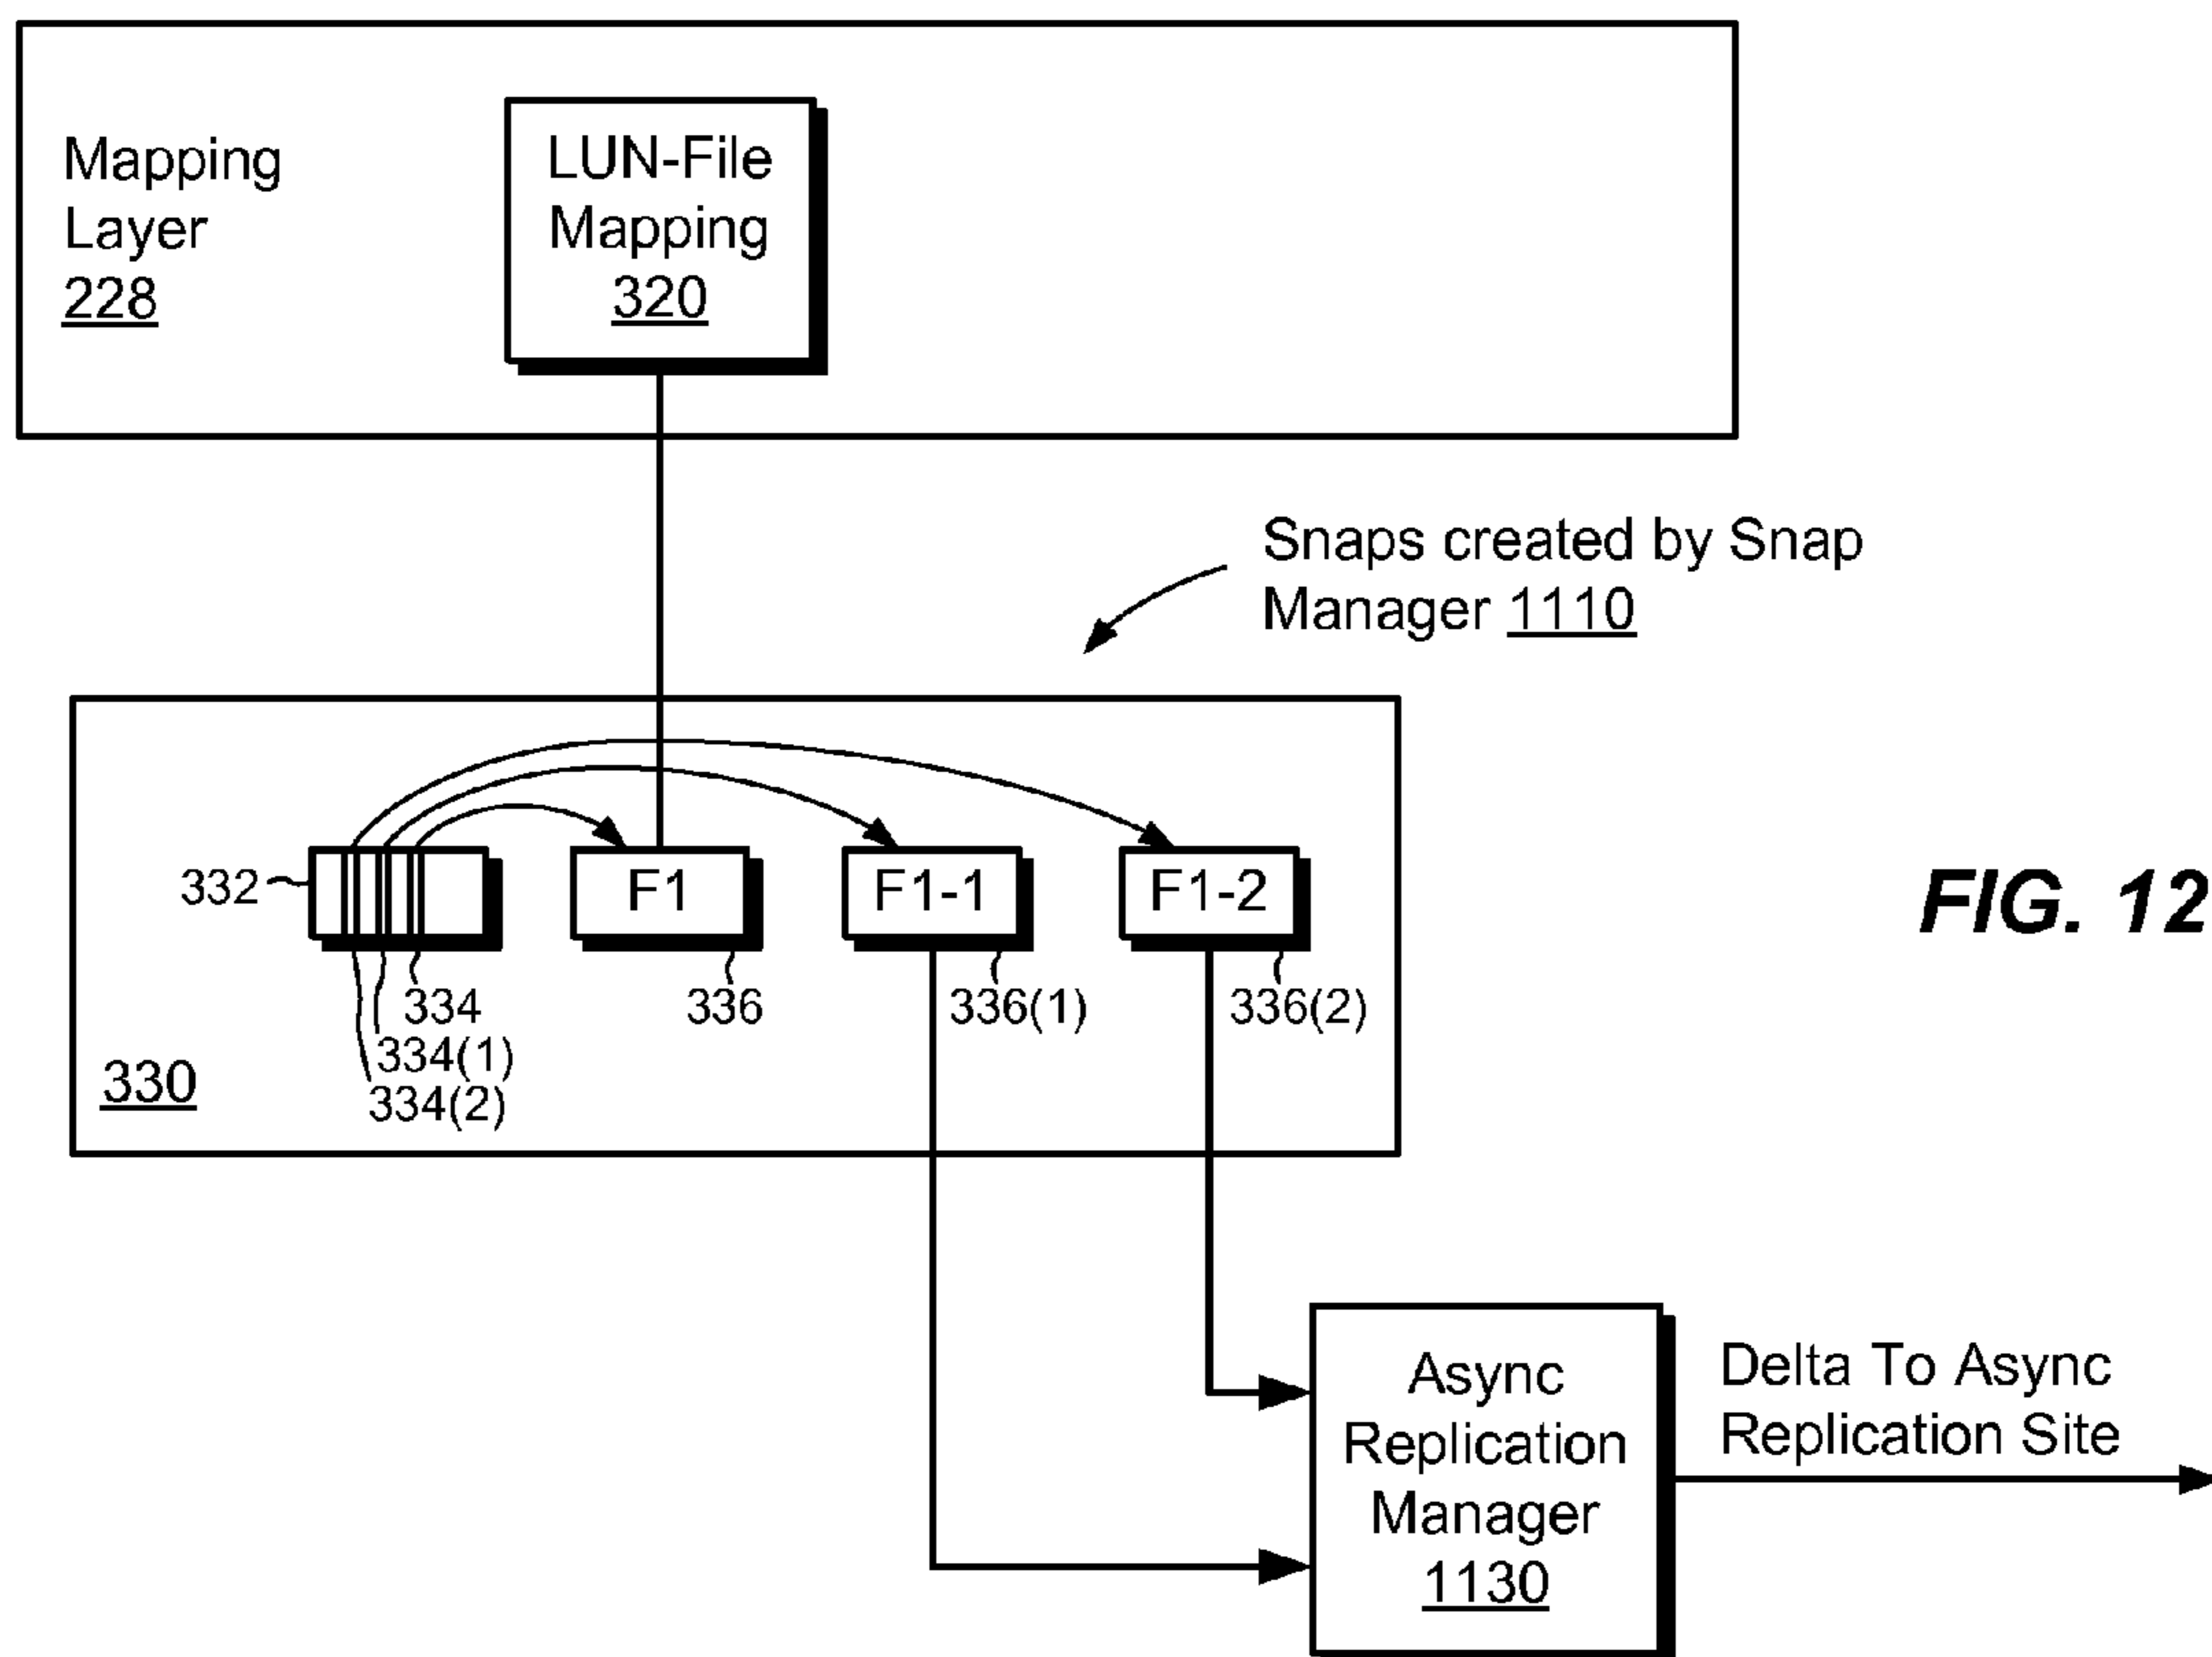 Mapping
Layer
228
LUN-File
Mapping
320
Snaps created by Snap
Manager 1110
332
F1
F1-1
F1-2
334
336
336(1)
336(2)
334(1)
334(2)
330
FIG. 12
Async
Replication
Manager
1130
Delta To Async
Replication Site